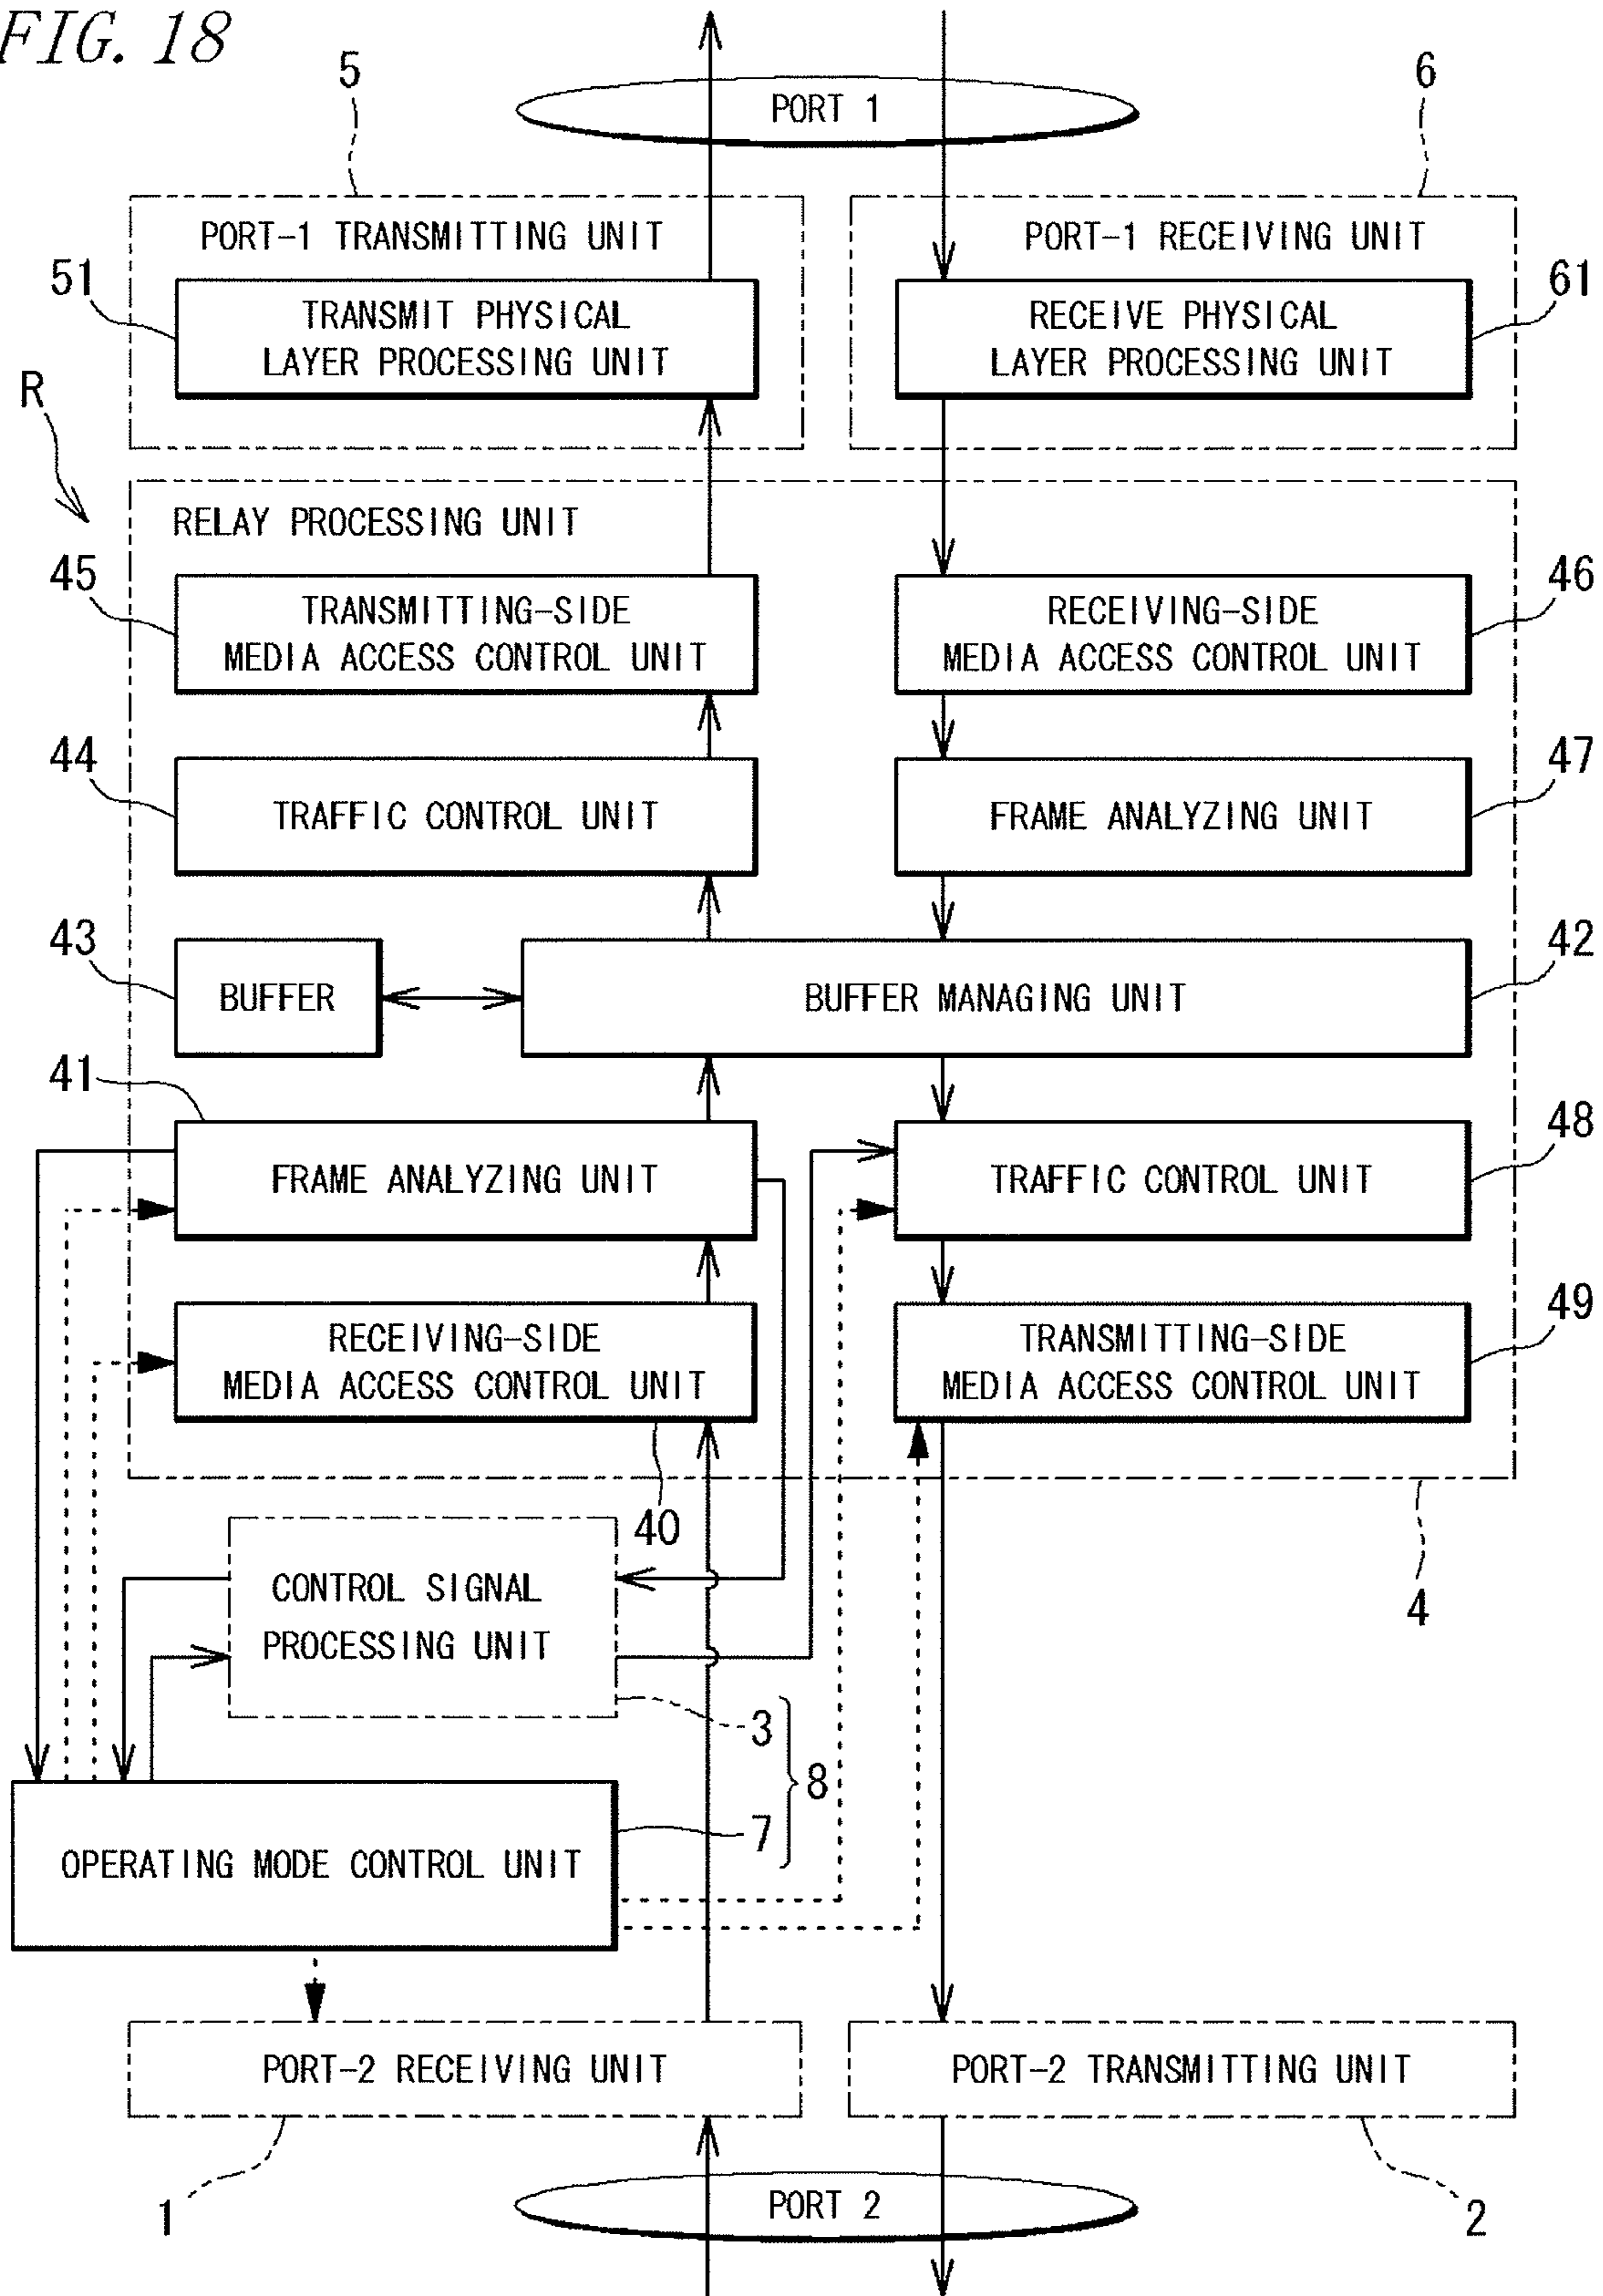 FIG. 18
5
PORT 1
6
PORT-1 TRANSMITTING UNIT
PORT-1 RECEIVING UNIT
51
TRANSMIT PHYSICAL
LAYER PROCESSING UNIT
RECEIVE PHYSICAL
LAYER PROCESSING UNIT
61
R
RELAY PROCESSING UNIT
45
TRANSMITTING-SIDE
MEDIA ACCESS CONTROL UNIT
RECEIVING-SIDE
MEDIA ACCESS CONTROL UNIT
46
44
TRAFFIC CONTROL UNIT
FRAME ANALYZING UNIT
47
43
BUFFER
BUFFER MANAGING UNIT
42
41
FRAME ANALYZING UNIT
TRAFFIC CONTROL UNIT
48
RECEIVING-SIDE
MEDIA ACCESS CONTROL UNIT
TRANSMITTING-SIDE
MEDIA ACCESS CONTROL UNIT
49
40
CONTROL SIGNAL
PROCESSING UNIT
4
3
8
7
OPERATING MODE CONTROL UNIT
PORT-2 RECEIVING UNIT
PORT-2 TRANSMITTING UNIT
1
PORT 2
2